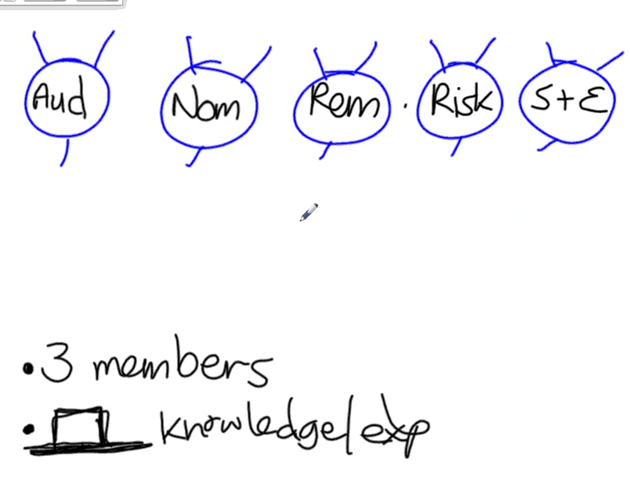 Aud Nom Rem . Risk S+E
• 3 members
• knowledge/exp